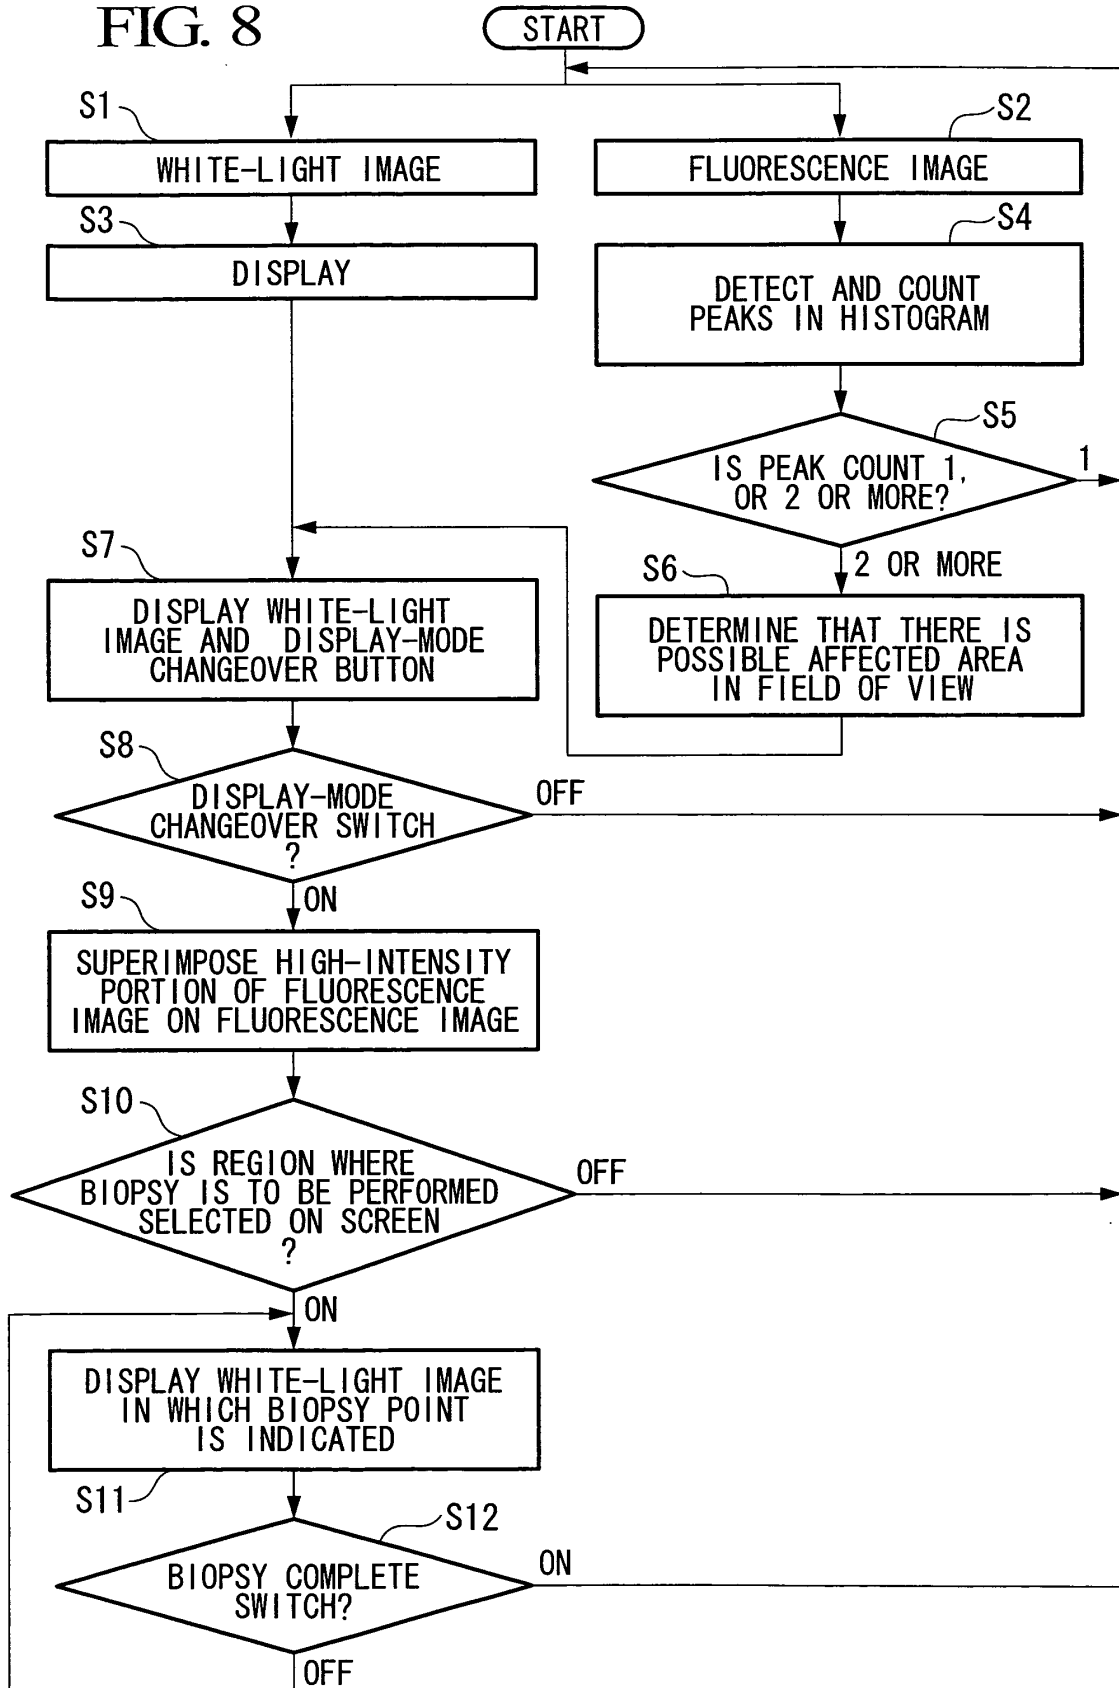 FIG. 8
START
S1
WHITE-LIGHT IMAGE
S2
FLUORESCENCE IMAGE
S3
DISPLAY
S4
DETECT AND COUNT
PEAKS IN HISTOGRAM
S5
IS PEAK COUNT 1,
OR 2 OR MORE?
1
2 OR MORE
S6
DETERMINE THAT THERE IS
POSSIBLE AFFECTED AREA
IN FIELD OF VIEW
S7
DISPLAY WHITE-LIGHT
IMAGE AND DISPLAY-MODE
CHANGEOVER BUTTON
S8
DISPLAY-MODE
CHANGEOVER SWITCH
?
OFF
ON
S9
SUPERIMPOSE HIGH-INTENSITY
PORTION OF FLUORESCENCE
IMAGE ON FLUORESCENCE IMAGE
S10
IS REGION WHERE
BIOPSY IS TO BE PERFORMED
SELECTED ON SCREEN
?
OFF
ON
DISPLAY WHITE-LIGHT IMAGE
IN WHICH BIOPSY POINT
IS INDICATED
S11
S12
BIOPSY COMPLETE
SWITCH?
ON
OFF